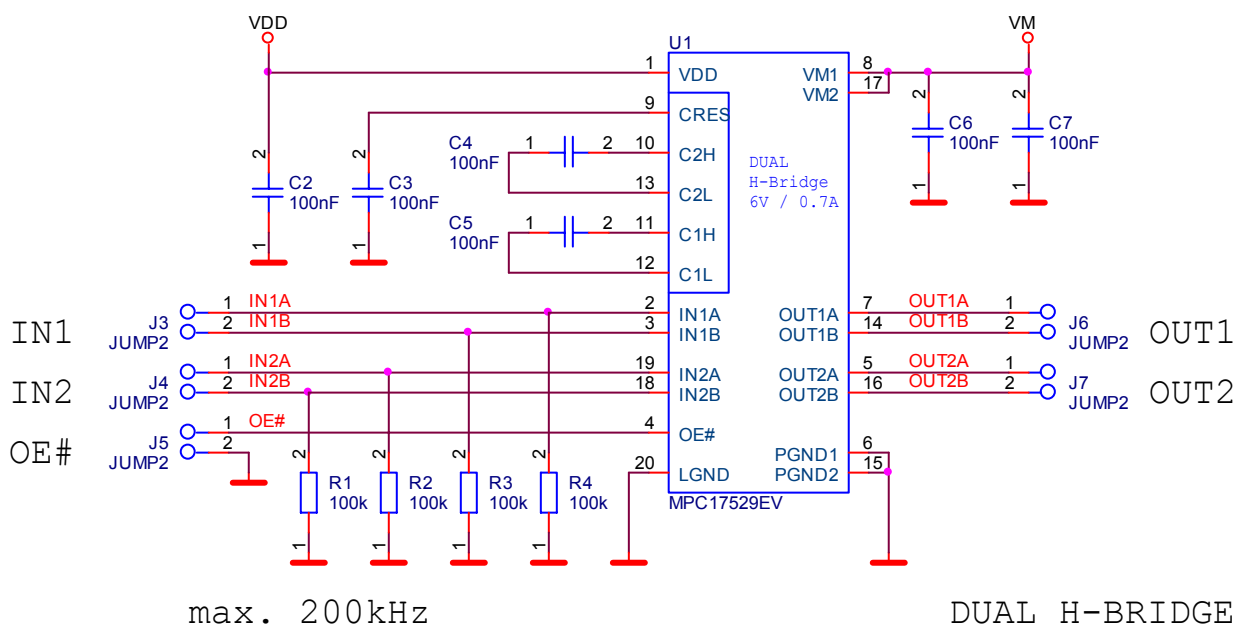 VDD
VM
U1
1 VDD
VM1 8
VM2 17
9 CRES
C4 100nF 1 2 10 C2H
13 C2L
C5 100nF 1 2 11 C1H
12 C1L
DUAL
H-Bridge
6V / 0.7A
2 C2 100nF 1
2 C3 100nF 1
2 C6 100nF 1
2 C7 100nF 1
IN1
J3 JUMP2
1 IN1A 2 IN1A
2 IN1B 3 IN1B
IN2
J4 JUMP2
1 IN2A 19 IN2A
2 IN2B 18 IN2B
OE#
J5 JUMP2
1 OE# 4 OE#
2
20 LGND
OUT1A 7 OUT1A 1
OUT1B 14 OUT1B 2
J6 JUMP2
OUT1
OUT2A 5 OUT2A 1
OUT2B 16 OUT2B 2
J7 JUMP2
OUT2
PGND1 6
PGND2 15
MPC17529EV
2 R1 100k 1
2 R2 100k 1
2 R3 100k 1
2 R4 100k 1
max. 200kHz
DUAL H-BRIDGE